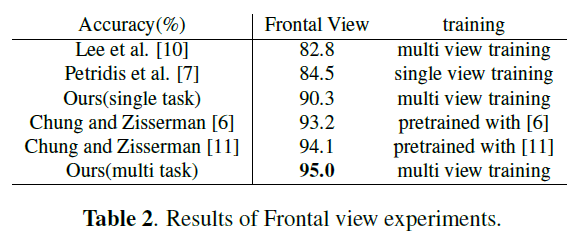 Accuracy(%) Frontal View training
Lee et al. [10] 82.8 multi view training
Petridis et al. [7] 84.5 single view training
Ours(single task) 90.3 multi view training
Chung and Zisserman [6] 93.2 pretrained with [6]
Chung and Zisserman [11] 94.1 pretrained with [11]
Ours(multi task) 95.0 multi view training
Table 2. Results of Frontal view experiments.